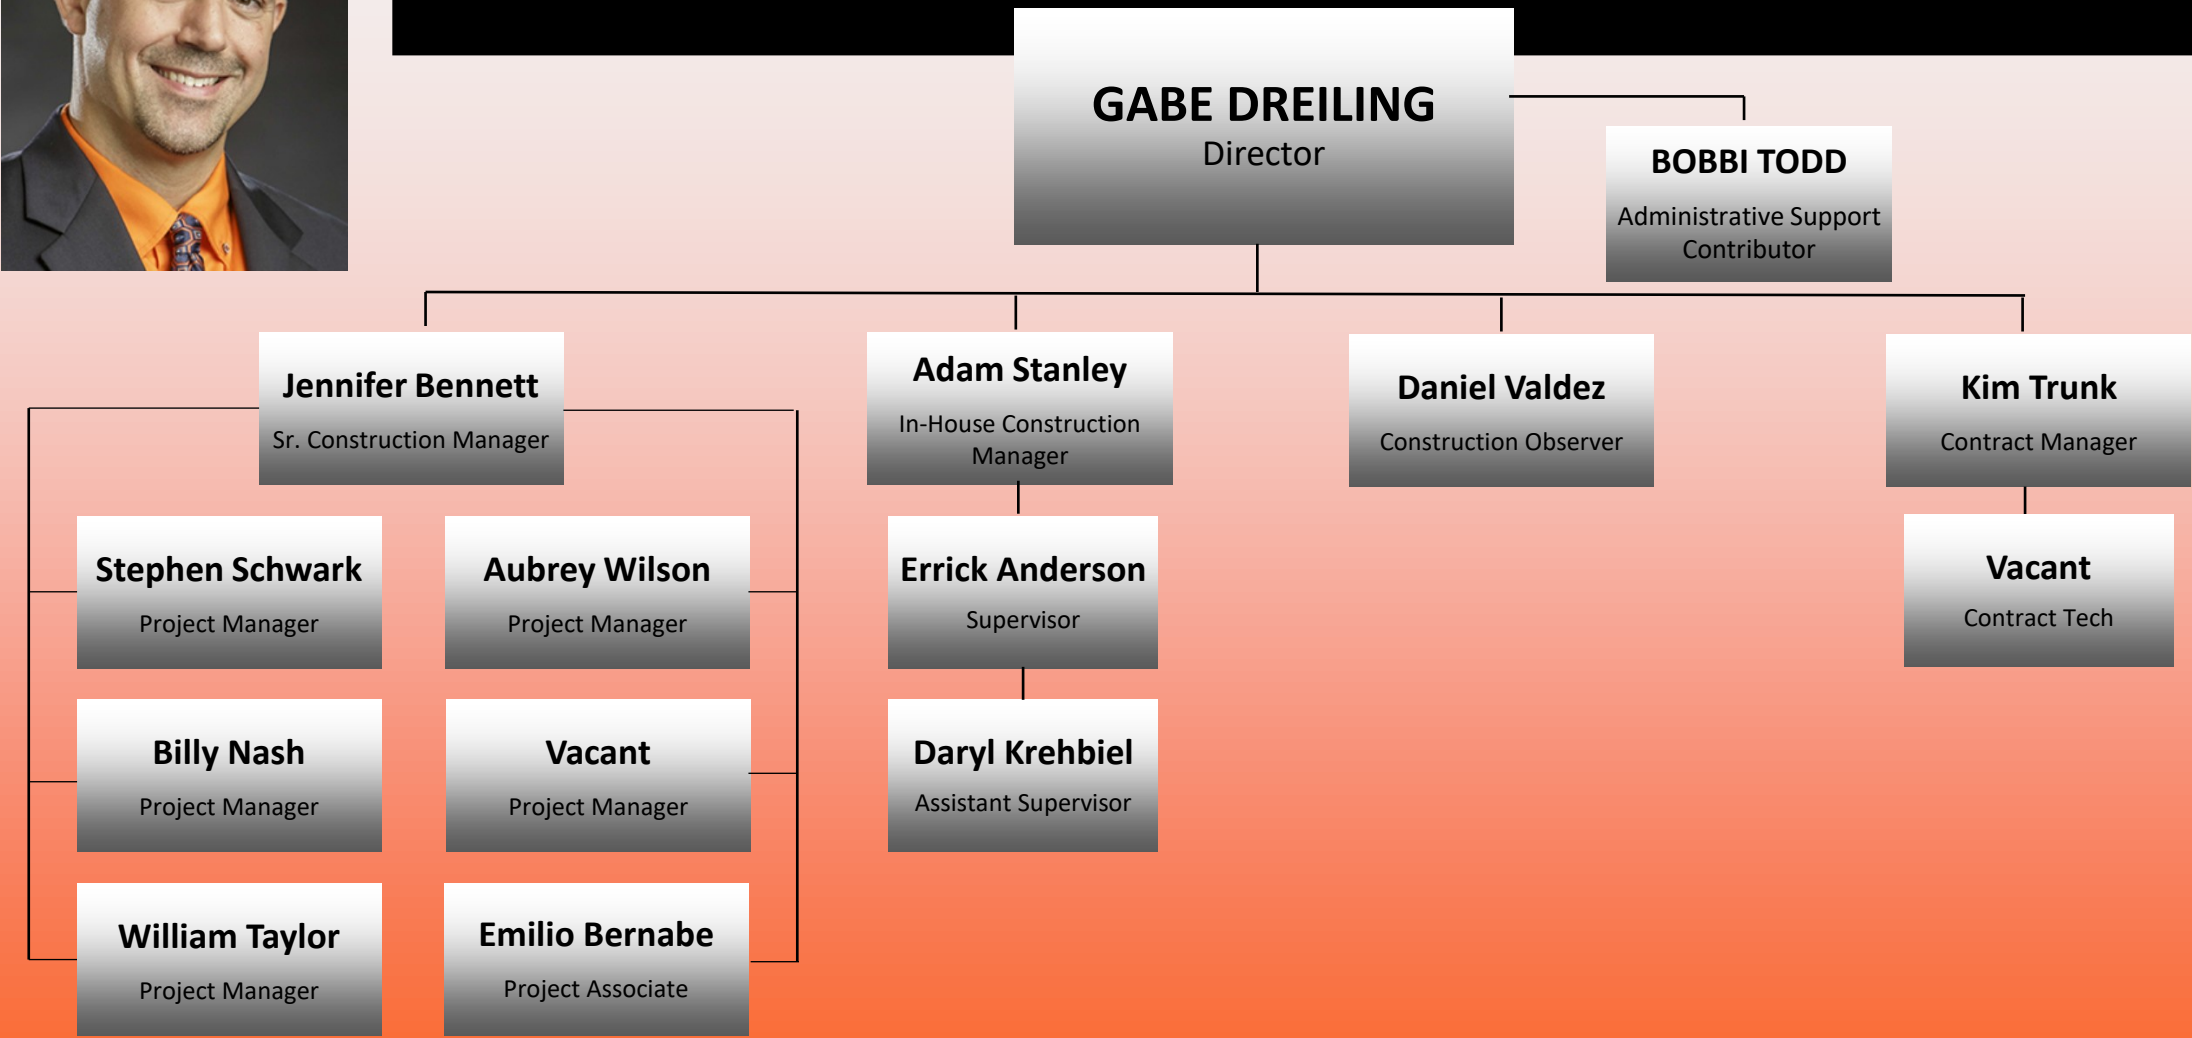 GABE DREILING
Director
BOBBI TODD
Administrative Support
Contributor
Jennifer Bennett
Sr. Construction Manager
Adam Stanley
In-House Construction
Manager
Daniel Valdez
Construction Observer
Kim Trunk
Contract Manager
Stephen Schwark
Project Manager
Aubrey Wilson
Project Manager
Errick Anderson
Supervisor
Vacant
Contract Tech
Billy Nash
Project Manager
Vacant
Project Manager
Daryl Krehbiel
Assistant Supervisor
William Taylor
Project Manager
Emilio Bernabe
Project Associate